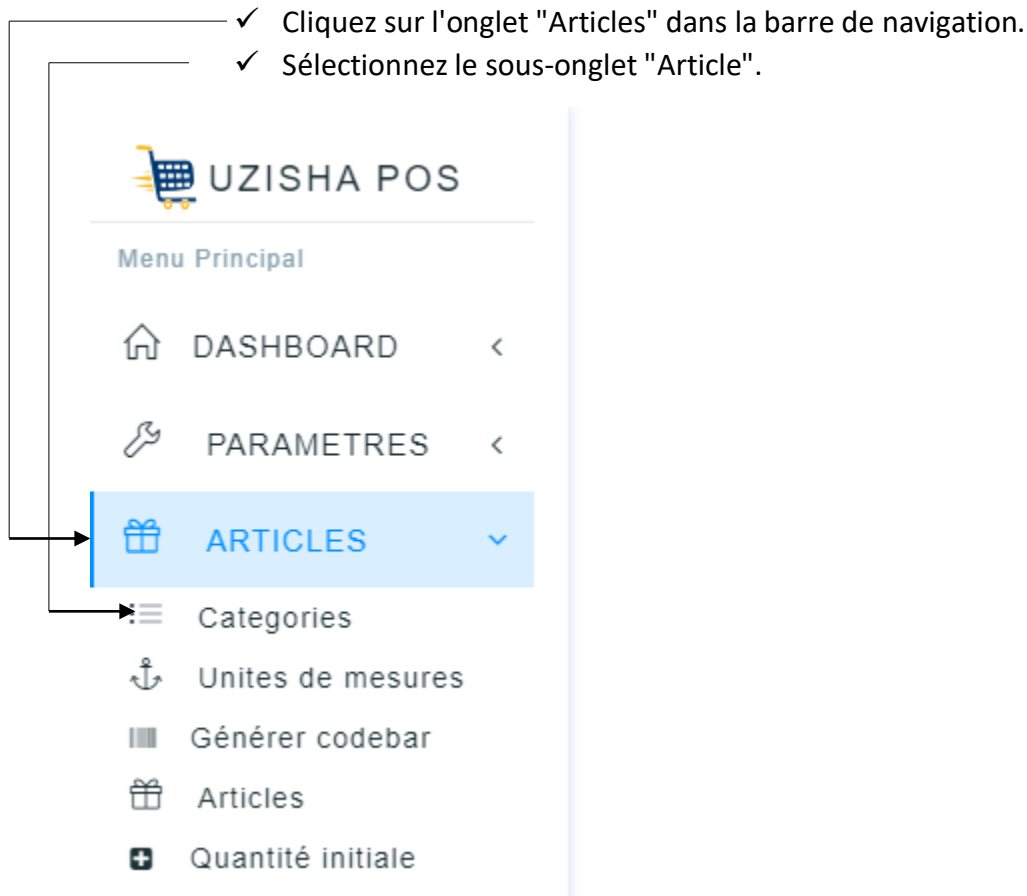 ✓ Cliquez sur l'onglet "Articles" dans la barre de navigation.
✓ Sélectionnez le sous-onglet "Article".
UZISHA POS
Menu Principal
DASHBOARD <
PARAMETRES <
ARTICLES
Categories
Unites de mesures
Générer codebar
Articles
Quantité initiale